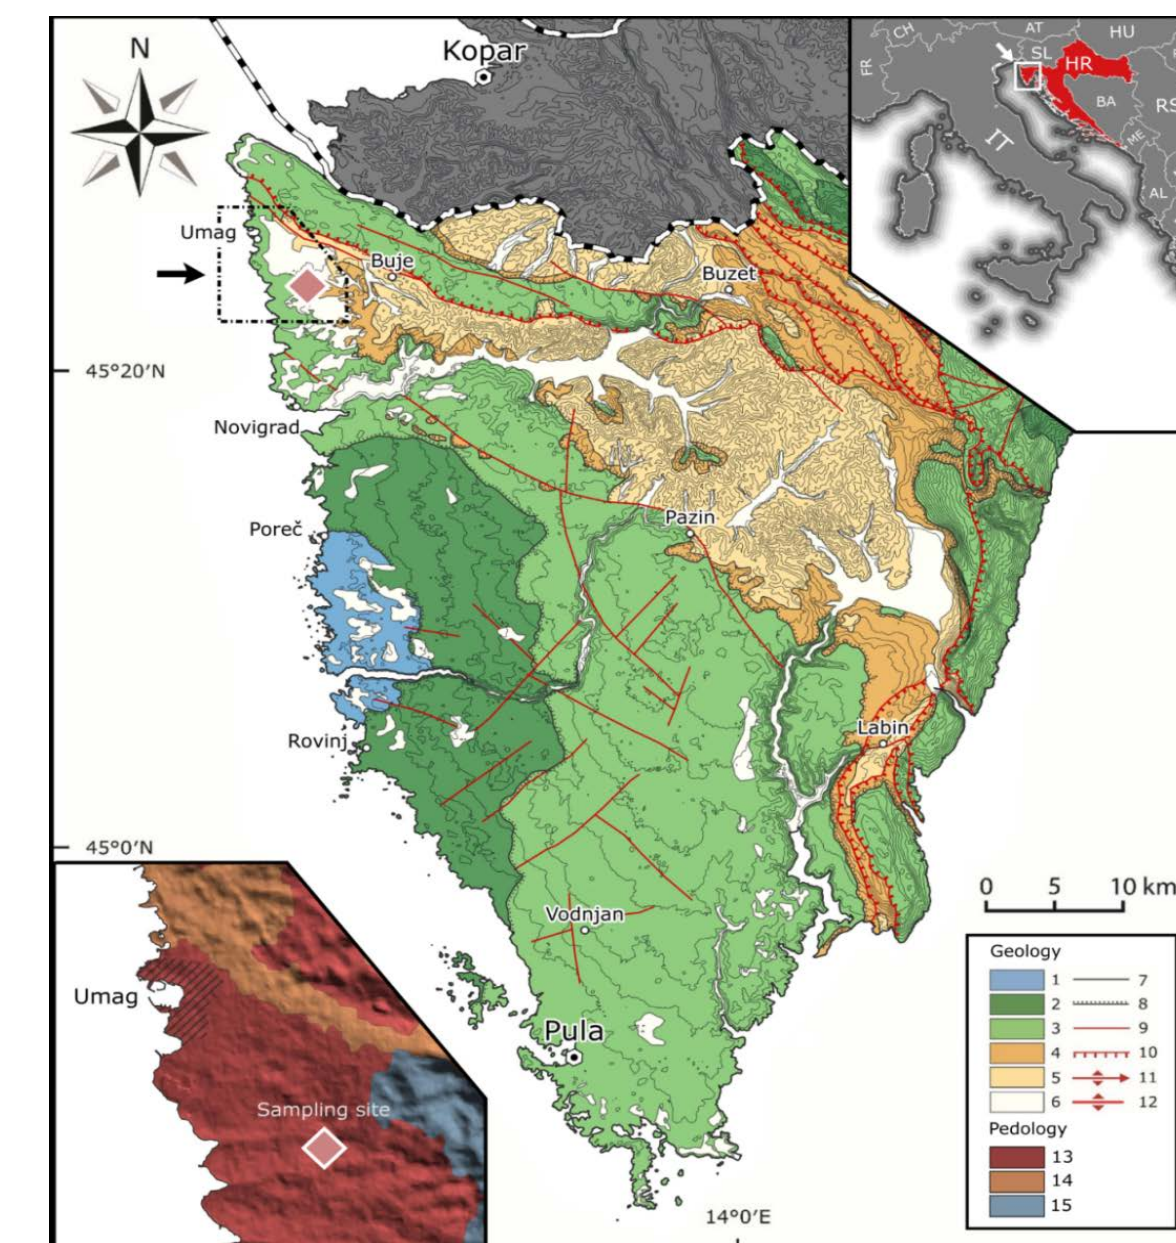 N
Kopar
Umag
Buje
Buzet
45°20'N
Novigrad
Poreč
Pazin
Rovinj
Labin
45°0'N
Vodnjan
Pula
14°0'E
FR
CH
AT
HU
SL
HR
BA
RS
IT
ME
AL
Umag
Sampling site
0 5 10 km
Geology
1 7
2 8
3 9
4 10
5 11
6 12
Pedology
13
14
15